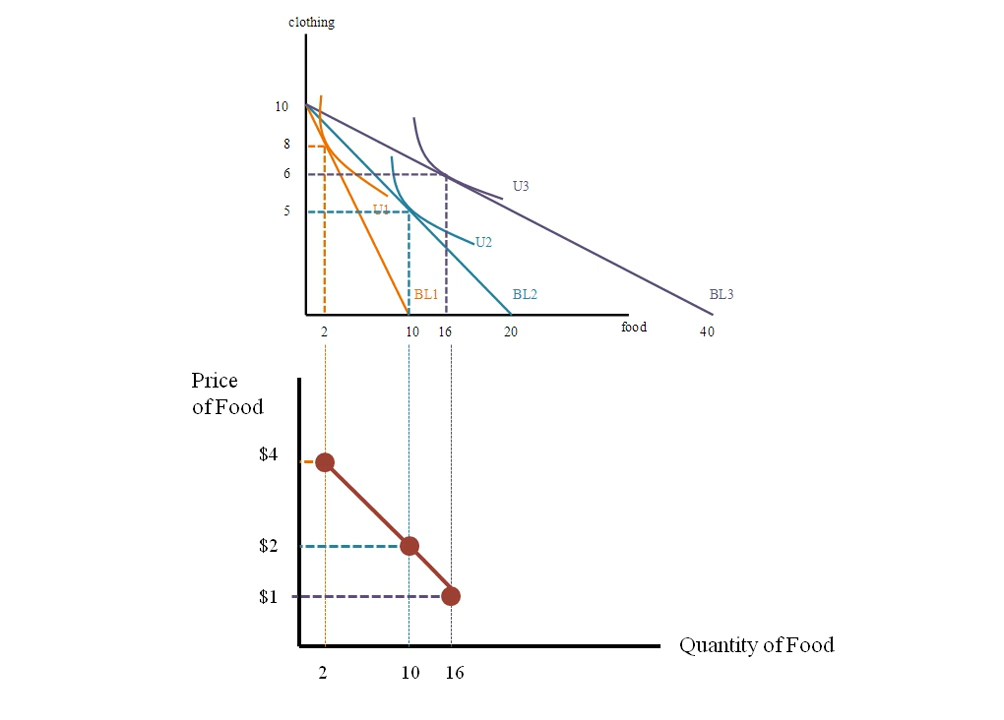 clothing
10
8
6
5
U1
U2
U3
BL1
BL2
BL3
food
2
10
16
20
40
Price
of Food
$4
$2
$1
Quantity of Food
2
10
16